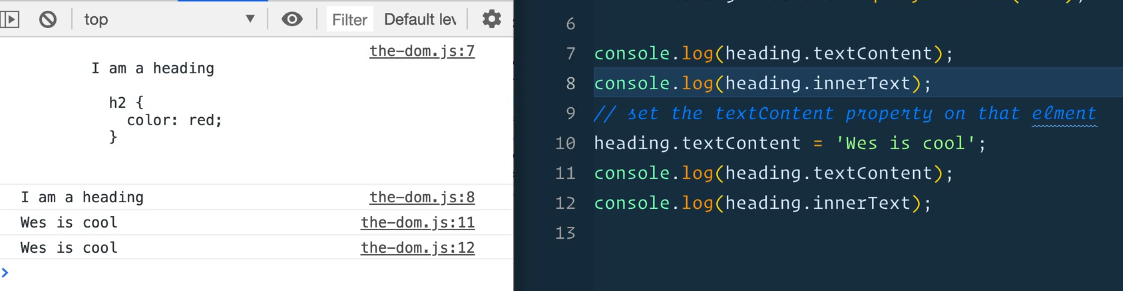 top Filter Default lev
the-dom.js:7
I am a heading
h2 {
color: red;
}
I am a heading the-dom.js:8
Wes is cool the-dom.js:11
Wes is cool the-dom.js:12
>
6
7 console.log(heading.textContent);
8 console.log(heading.innerText);
9 // set the textContent property on that elment
10 heading.textContent = 'Wes is cool';
11 console.log(heading.textContent);
12 console.log(heading.innerText);
13